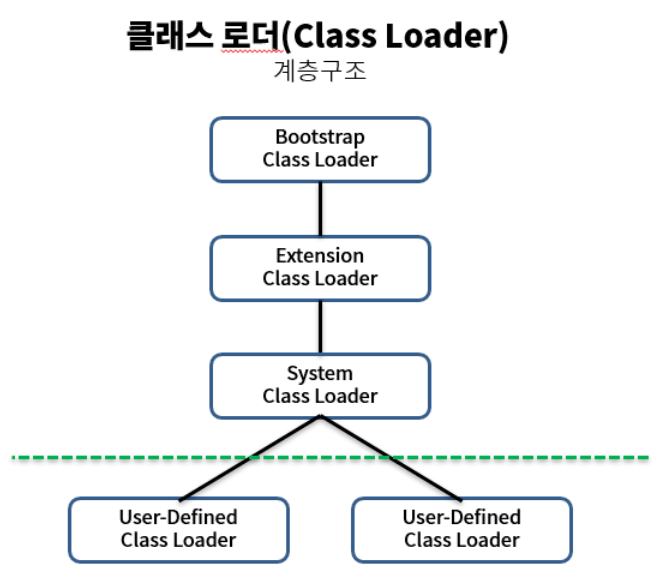 클래스 로더(Class Loader)
계층구조
Bootstrap
Class Loader
Extension
Class Loader
System
Class Loader
User-Defined
Class Loader
User-Defined
Class Loader